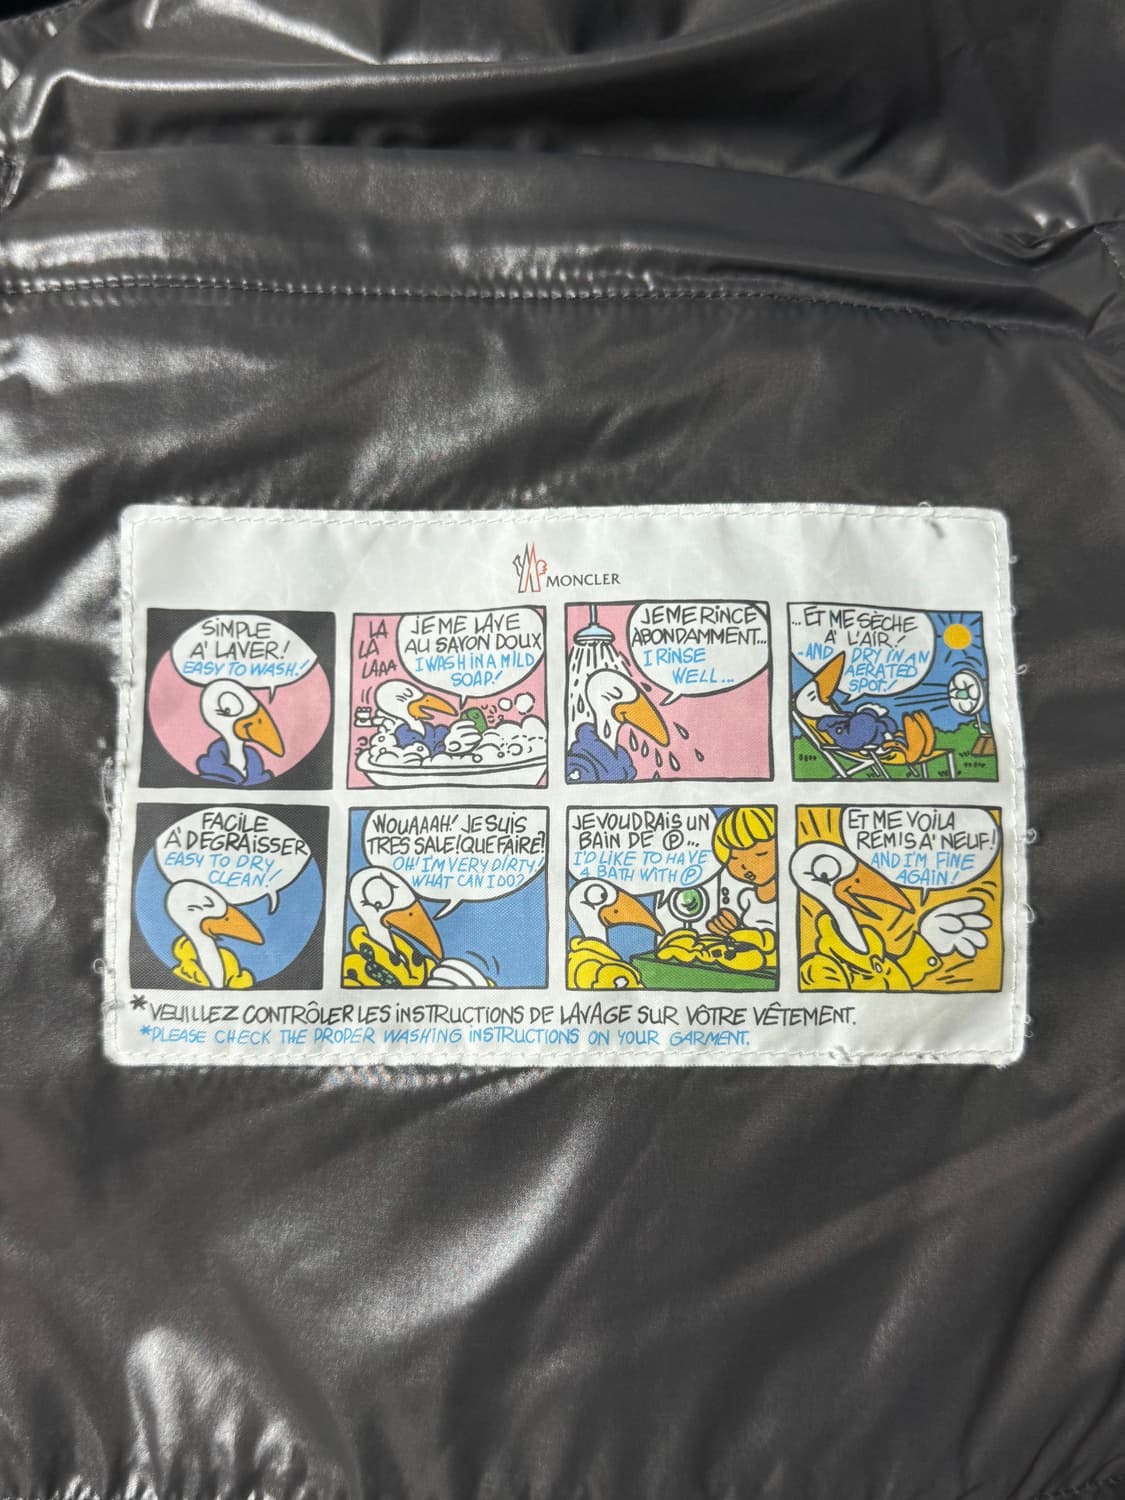 MONCLER
SIMPLE
A' LAVER!
EASY TO WASH!
LA
LA
LAAA
JE ME LAVE
AU SAVON DOUX
I WASH IN A MILD
SOAP!
JE ME RINCE
ABONDAMMENT...
I RINSE
WELL...
...ET ME SÈCHE
A' L'AIR!
-AND DRY IN AN
AERATED
SPOT!
FACILE
A' DEGRAISSER
EASY TO DRY
CLEAN!
WOUAAAH! JE SUIS
TRES SALE! QUE FAIRE?
OH! I'M VERY DIRTY!
WHAT CAN I DO?
JE VOUDRAIS UN
BAIN DE Ⓟ...
I'D LIKE TO HAVE
A BATH WITH Ⓟ
ET ME VOILA
REMIS A' NEUF!
AND I'M FINE
AGAIN!
*VEUILLEZ CONTRÔLER LES INSTRUCTIONS DE LAVAGE SUR VÔTRE VÊTEMENT.
*PLEASE CHECK THE PROPER WASHING INSTRUCTIONS ON YOUR GARMENT.